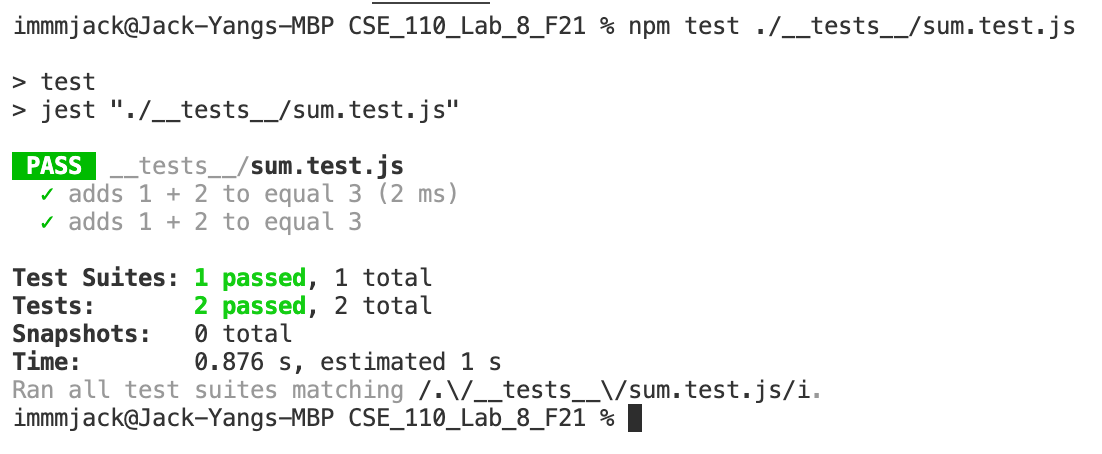 immmjack@Jack-Yangs-MBP CSE_110_Lab_8_F21 % npm test ./__tests__/sum.test.js
> test
> jest "./__tests__/sum.test.js"
PASS __tests__/sum.test.js
✓ adds 1 + 2 to equal 3 (2 ms)
✓ adds 1 + 2 to equal 3
Test Suites: 1 passed, 1 total
Tests: 2 passed, 2 total
Snapshots: 0 total
Time: 0.876 s, estimated 1 s
Ran all test suites matching /.\/__tests__\/sum.test.js/i.
immmjack@Jack-Yangs-MBP CSE_110_Lab_8_F21 %